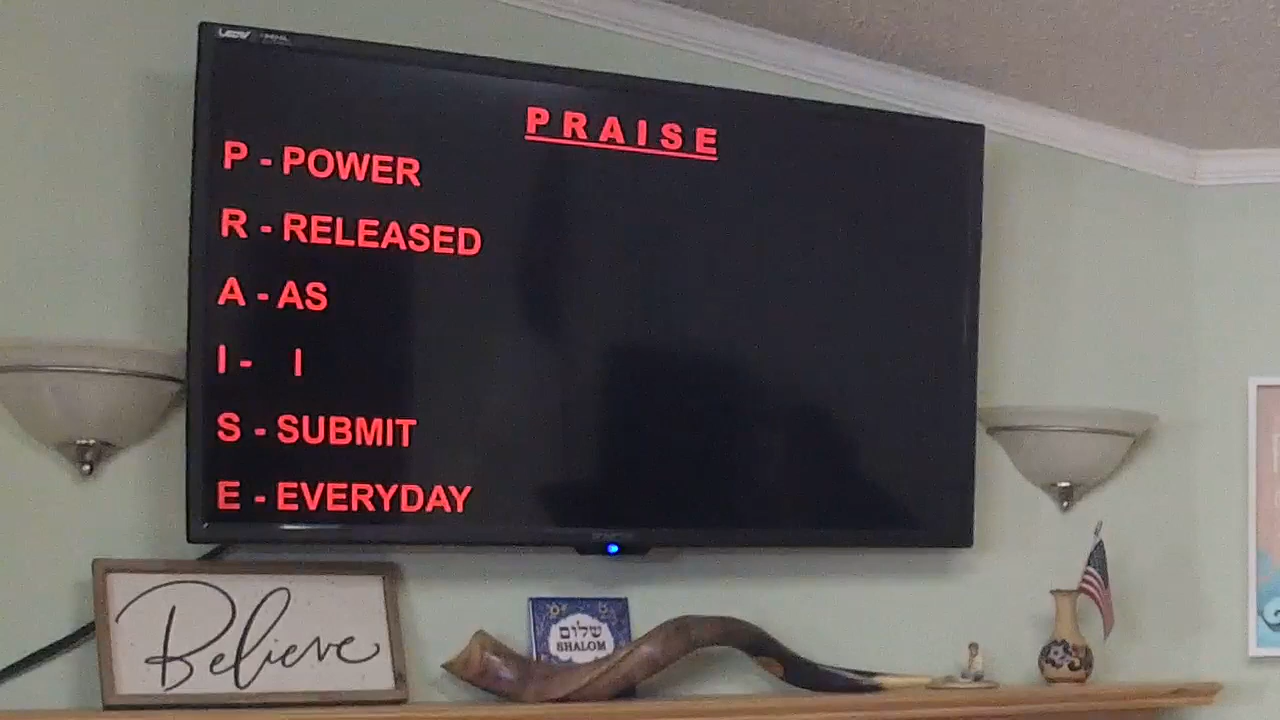 PRAISE
P - POWER
R - RELEASED
A - AS
I - I
S - SUBMIT
E - EVERYDAY
Believe
שלום
SHALOM